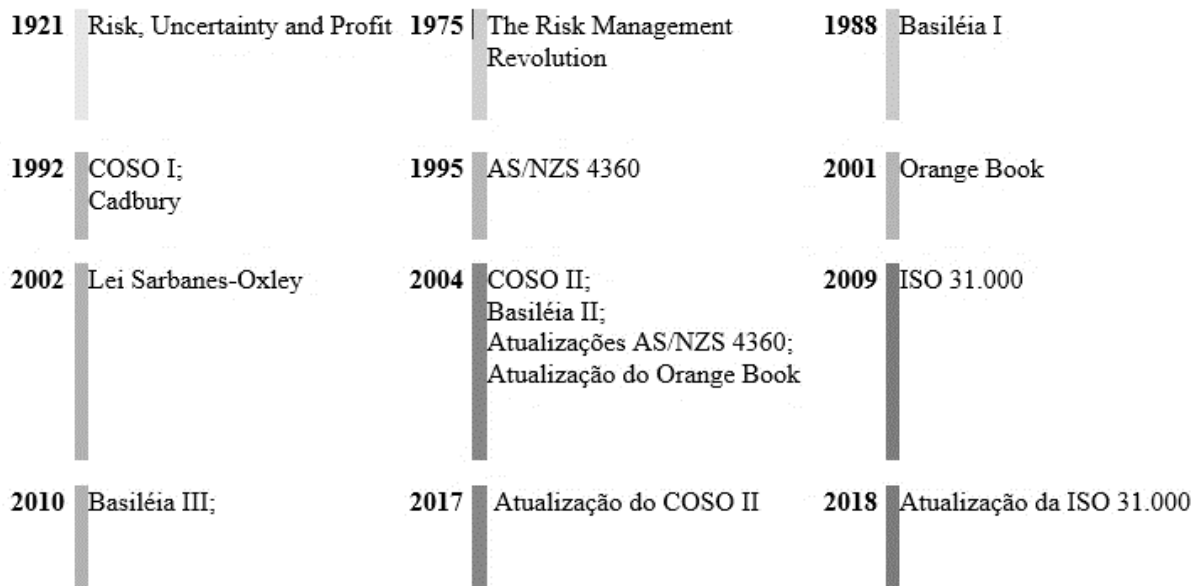 1921 Risk, Uncertainty and Profit
1975 The Risk Management
Revolution
1988 Basiléia I
1992 COSO I;
Cadbury
1995 AS/NZS 4360
2001 Orange Book
2002 Lei Sarbanes-Oxley
2004 COSO II;
Basiléia II;
Atualizações AS/NZS 4360;
Atualização do Orange Book
2009 ISO 31.000
2010 Basiléia III;
2017 Atualização do COSO II
2018 Atualização da ISO 31.000